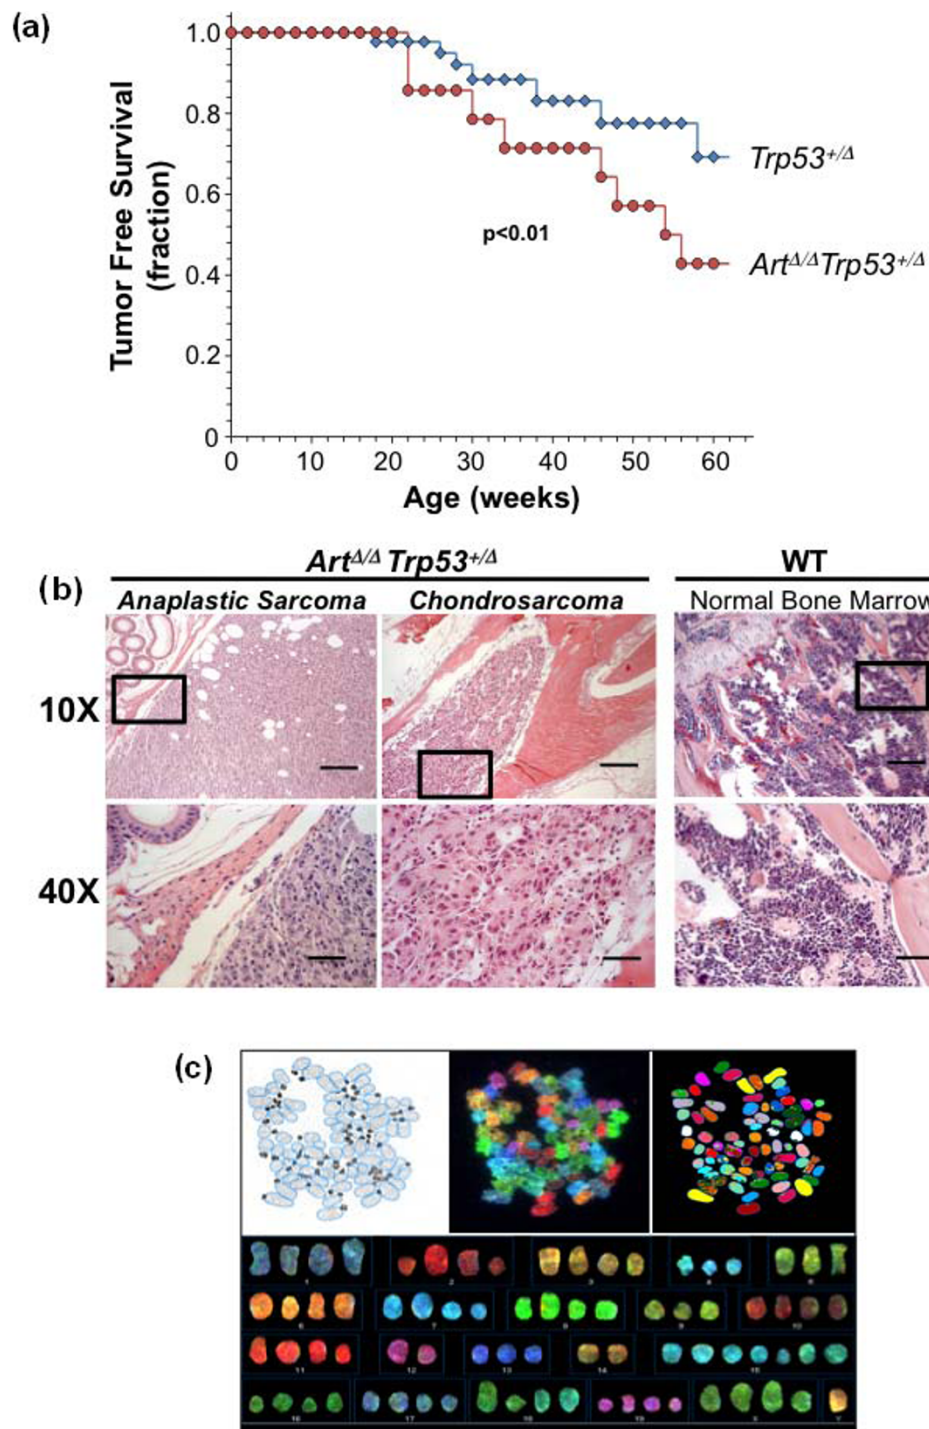 (a)
Tumor Free Survival
(fraction)
1.0
0.8
0.6
0.4
0.2
0
0 10 20 30 40 50 60
Age (weeks)
p<0.01
Trp53+/Δ
ArtΔ/ΔTrp53+/Δ
(b)
ArtΔ/Δ Trp53+/Δ
WT
Anaplastic Sarcoma
Chondrosarcoma
Normal Bone Marrow
10X
40X
(c)
1 2 3 4
6 7 8 9 10
11 12 13 14 15
16 17 18 19 X Y